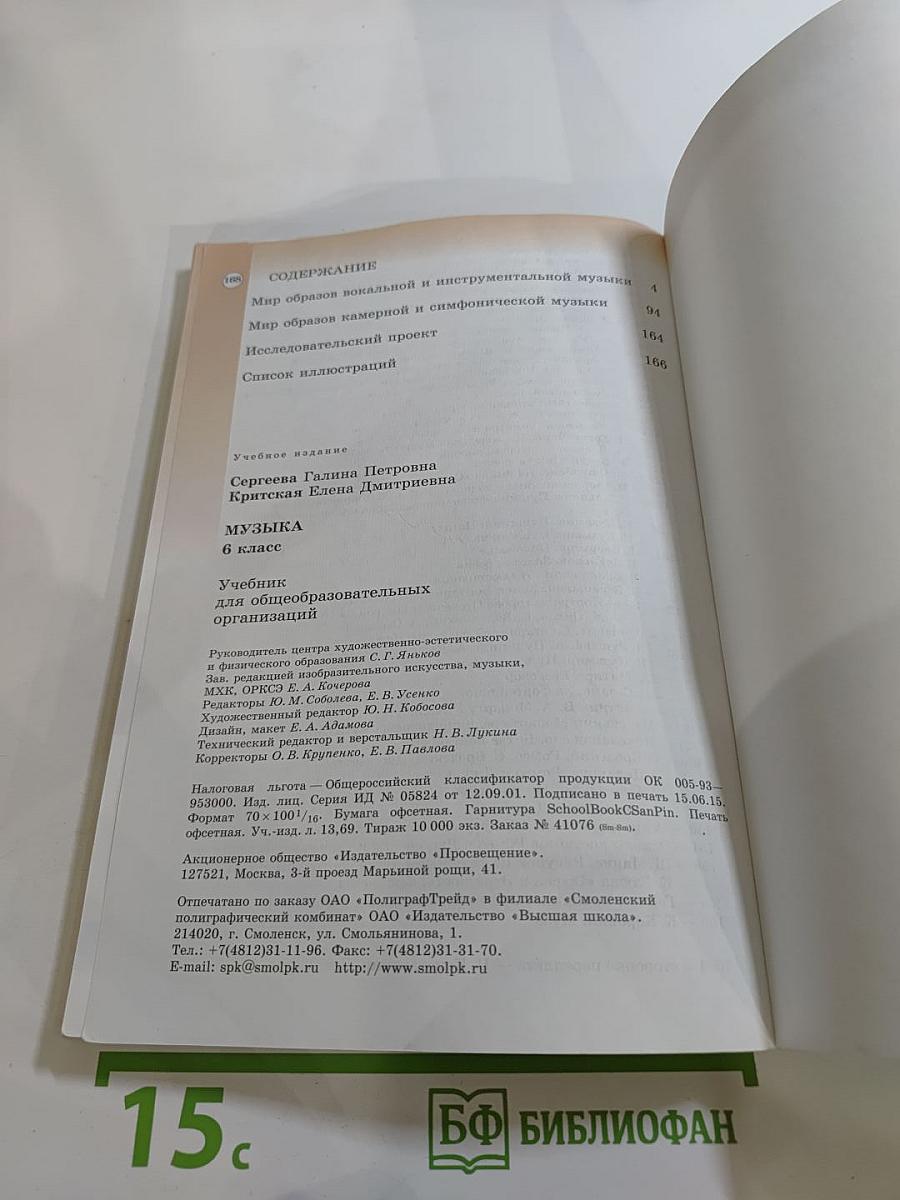 168
СОДЕРЖАНИЕ
Мир образов вокальной и инструментальной музыки 4
Мир образов камерной и симфонической музыки 94
Исследовательский проект 164
Список иллюстраций 166
Учебное издание
Сергеева Галина Петровна
Критская Елена Дмитриевна
МУЗЫКА
6 класс
Учебник
для общеобразовательных
организаций
Руководитель центра художественно-эстетического
и физического образования С. Г. Яньков
Зав. редакцией изобразительного искусства, музыки,
МХК, ОРКСЭ Е. А. Кочерова
Редакторы Ю. М. Соболева, Е. В. Усенко
Художественный редактор Ю. Н. Кобосова
Дизайн, макет Е. А. Адамова
Технический редактор и верстальщик Н. В. Лукина
Корректоры О. В. Крупенко, Е. В. Павлова
Налоговая льгота — Общероссийский классификатор продукции ОК 005-93—
953000. Изд. лиц. Серия ИД № 05824 от 12.09.01. Подписано в печать 15.06.15.
Формат 70 × 100 1/16. Бумага офсетная. Гарнитура SchoolBookCSanPin. Печать
офсетная. Уч.-изд. л. 13,69. Тираж 10 000 экз. Заказ № 41076 (Sm-Sm).
Акционерное общество «Издательство «Просвещение».
127521, Москва, 3-й проезд Марьиной рощи, 41.
Отпечатано по заказу ОАО «ПолиграфТрейд» в филиале «Смоленский
полиграфический комбинат» ОАО «Издательство «Высшая школа».
214020, г. Смоленск, ул. Смольянинова, 1.
Тел.: +7(4812)31-11-96. Факс: +7(4812)31-31-70.
E-mail: spk@smolpk.ru http://www.smolpk.ru
15 с
БФ БИБЛИОФАН